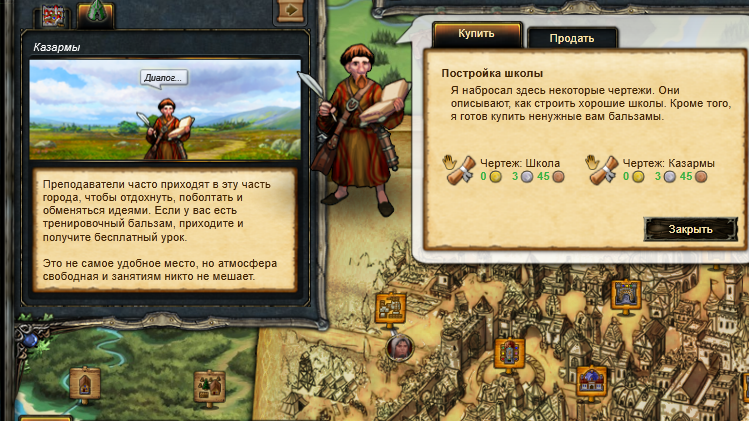 Казармы
Диалог...
Преподаватели часто приходят в эту часть
города, чтобы отдохнуть, поболтать и
обменяться идеями. Если у вас есть
тренировочный бальзам, приходите и
получите бесплатный урок.
Это не самое удобное место, но атмосфера
свободная и занятиям никто не мешает.
Купить
Продать
Постройка школы
Я набросал здесь некоторые чертежи. Они
описывают, как строить хорошие школы. Кроме того,
я готов купить ненужные вам бальзамы.
Чертеж: Школа
0 3 45
Чертеж: Казармы
0 3 45
Закрыть